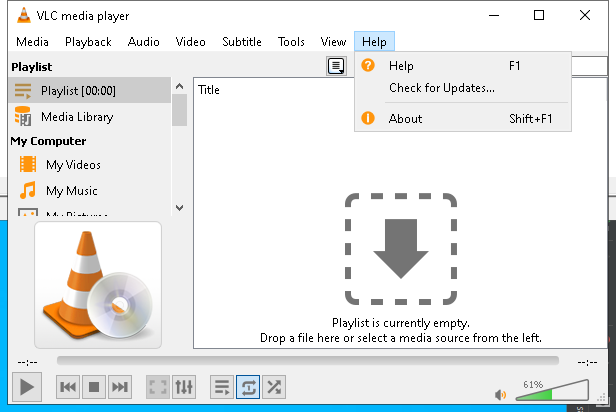 VLC media player
Media Playback Audio Video Subtitle Tools View Help
Playlist
Playlist [00:00]
Media Library
My Computer
My Videos
My Music
My Pictures
Title
Help F1
Check for Updates...
About Shift+F1
Playlist is currently empty.
Drop a file here or select a media source from the left.
--:-- --:--
61%